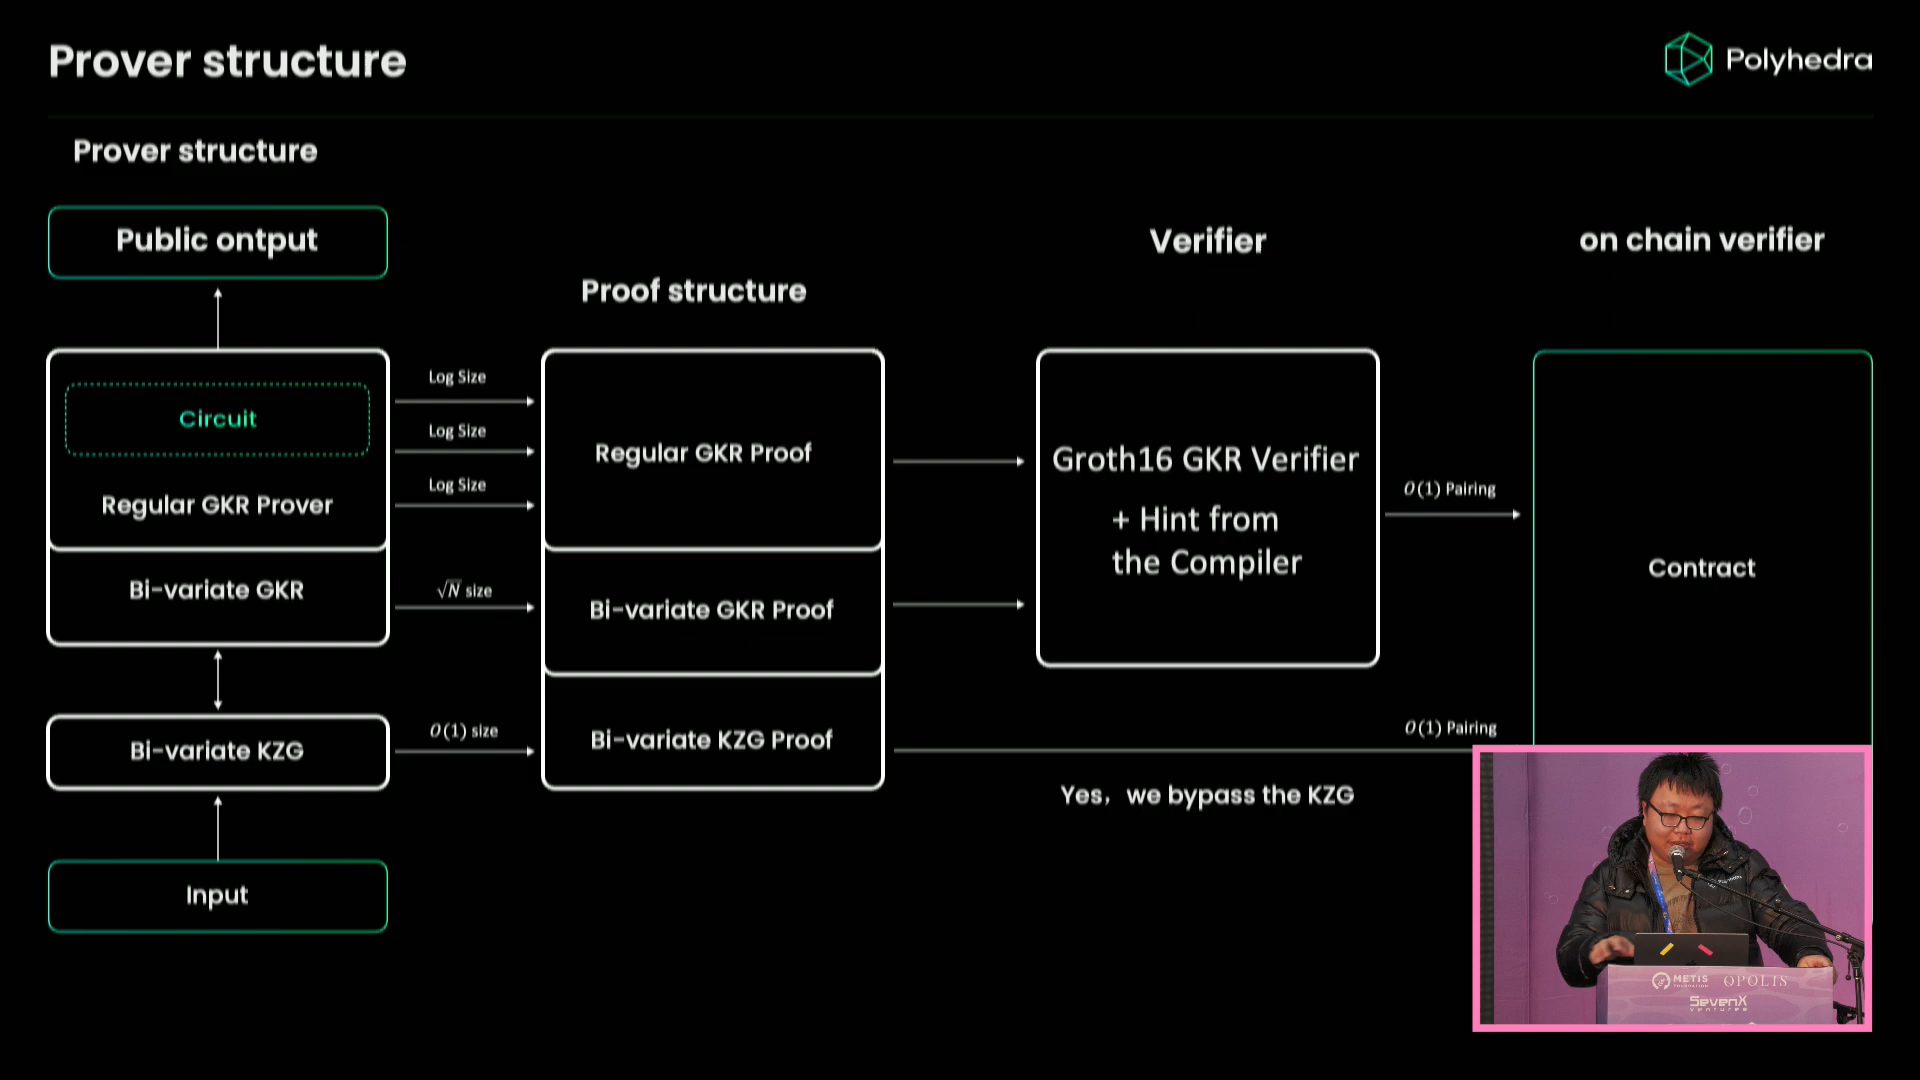 Prover structure
Polyhedra
Prover structure
Public ontput
Verifier
on chain verifier
Proof structure
Circuit
Regular GKR Prover
Log Size
Log Size
Log Size
Regular GKR Proof
Groth16 GKR Verifier
+ Hint from
the Compiler
O(1) Pairing
Contract
Bi-variate GKR
√N size
Bi-variate GKR Proof
Bi-variate KZG
O(1) size
Bi-variate KZG Proof
O(1) Pairing
Yes,  we bypass the KZG
Input
METIS
FOUNDATION
OPOLIS
SevenX
ventures